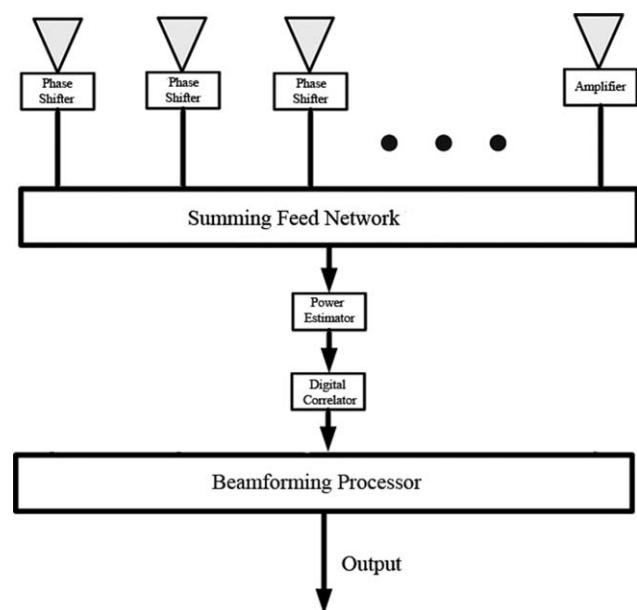 Phase
Shifter
Phase
Shifter
Phase
Shifter
Amplifier
Summing Feed Network
Power
Estimator
Digital
Correlator
Beamforming Processor
Output